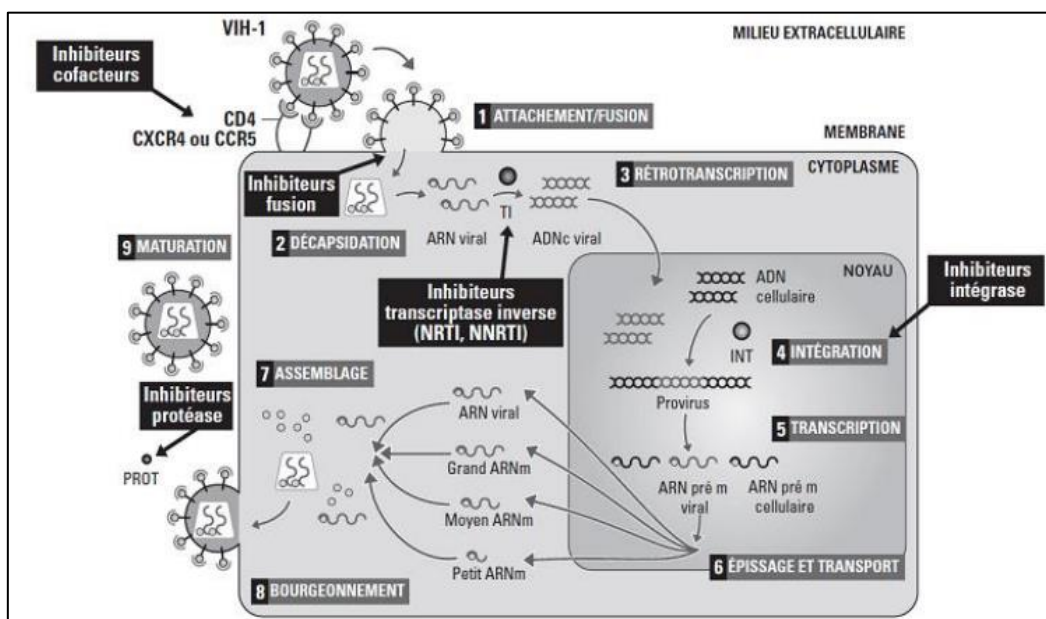 VIH-1
MILIEU EXTRACELLULAIRE
Inhibiteurs
cofacteurs
CD4
CXCR4 ou CCR5
1 ATTACHEMENT/FUSION
MEMBRANE
CYTOPLASME
Inhibiteurs
fusion
3 RÉTROTRANSCRIPTION
TI
2 DÉCAPSIDATION
ARN viral
ADNc viral
9 MATURATION
NOYAU
Inhibiteurs
intégrase
ADN
cellulaire
Inhibiteurs
transcriptase inverse
(NRTI, NNRTI)
INT
4 INTÉGRATION
7 ASSEMBLAGE
Provirus
Inhibiteurs
protéase
ARN viral
5 TRANSCRIPTION
PROT
Grand ARNm
ARN pré m
viral
ARN pré m
cellulaire
Moyen ARNm
Petit ARNm
6 ÉPISSAGE ET TRANSPORT
8 BOURGEONNEMENT